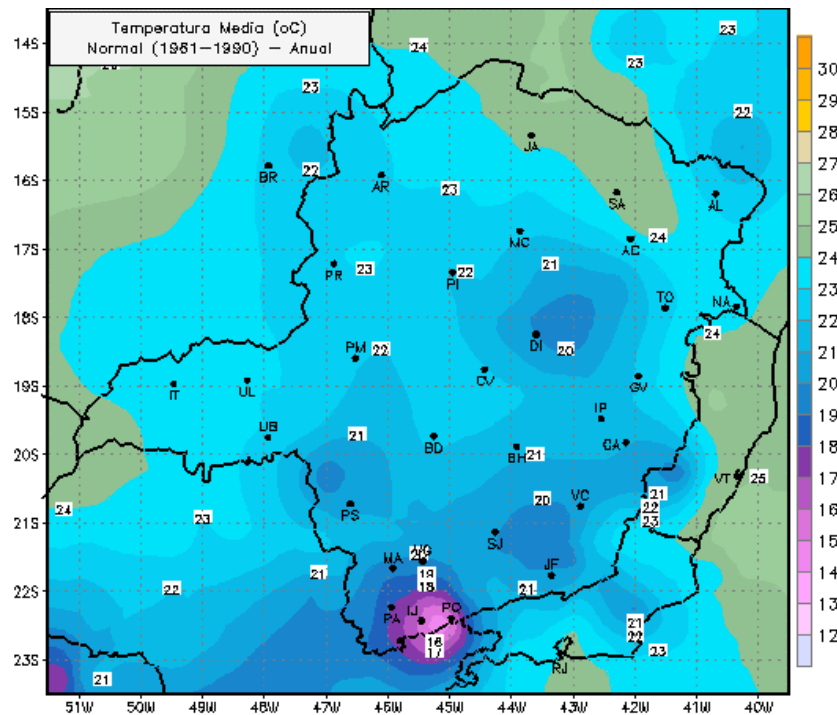 Temperatura Media (oC)
Normal (1961-1990) - Anual
14S
15S
16S
17S
18S
19S
20S
21S
22S
23S
51W
50W
49W
48W
47W
46W
45W
44W
43W
42W
41W
40W
30
29
28
27
26
25
24
23
22
21
20
19
18
17
16
15
14
13
12
24
23
23
23
22
22
23
24
21
22
23
24
22
20
21
21
25
20
21
22
23
24
23
19
18
22
21
21
21
22
23
16
17
21
JA
BR
AR
SA
AL
MC
AC
PR
PI
TO
NA
DI
PM
CV
GV
IT
UL
IP
UB
BD
BH
CA
VT
PS
VC
SJ
MA
JF
PA
IJ
PQ
RJ